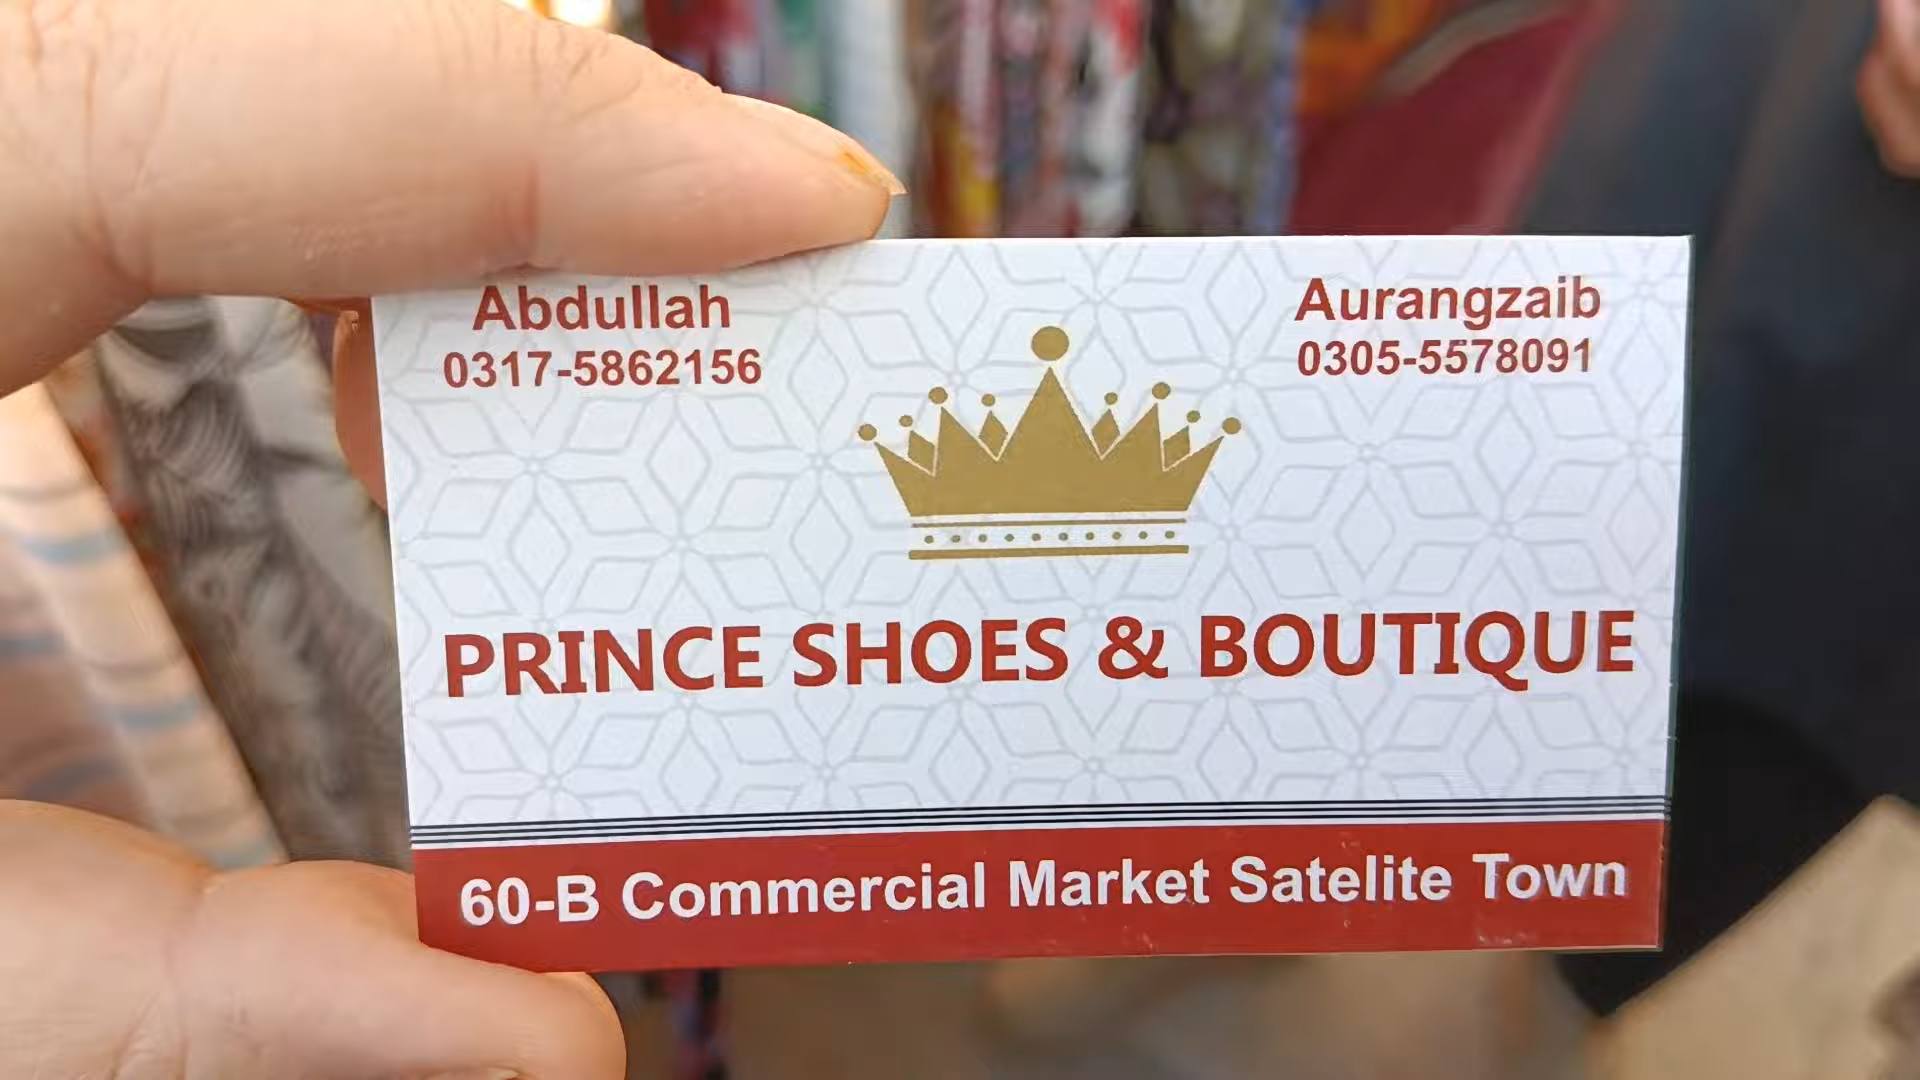 Abdullah
0317-5862156
Aurangzaib
0305-5578091
PRINCE SHOES & BOUTIQUE
60-B Commercial Market Satelite Town